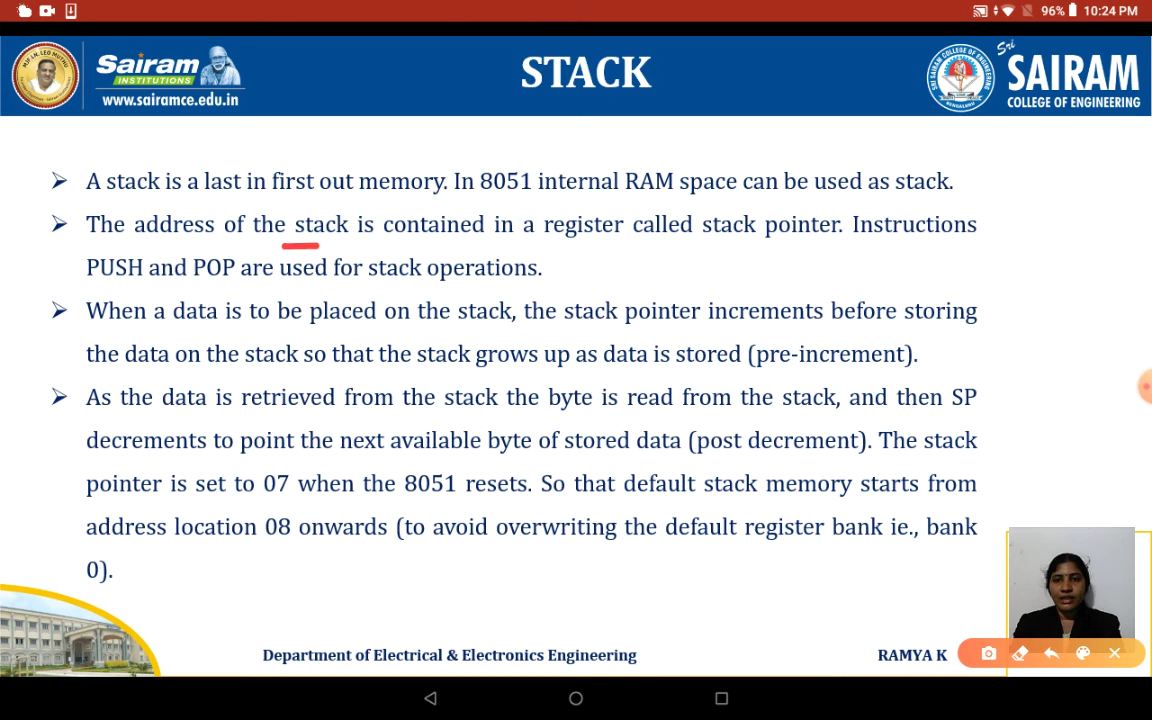 96% 10:24 PM
Sairam
INSTITUTIONS
www.sairamce.edu.in
STACK
Sri
SAIRAM
COLLEGE OF ENGINEERING
A stack is a last in first out memory. In 8051 internal RAM space can be used as stack.
The address of the stack is contained in a register called stack pointer. Instructions
PUSH and POP are used for stack operations.
When a data is to be placed on the stack, the stack pointer increments before storing
the data on the stack so that the stack grows up as data is stored (pre-increment).
As the data is retrieved from the stack the byte is read from the stack, and then SP
decrements to point the next available byte of stored data (post decrement). The stack
pointer is set to 07 when the 8051 resets. So that default stack memory starts from
address location 08 onwards (to avoid overwriting the default register bank ie., bank
0).
Department of Electrical & Electronics Engineering
RAMYA K